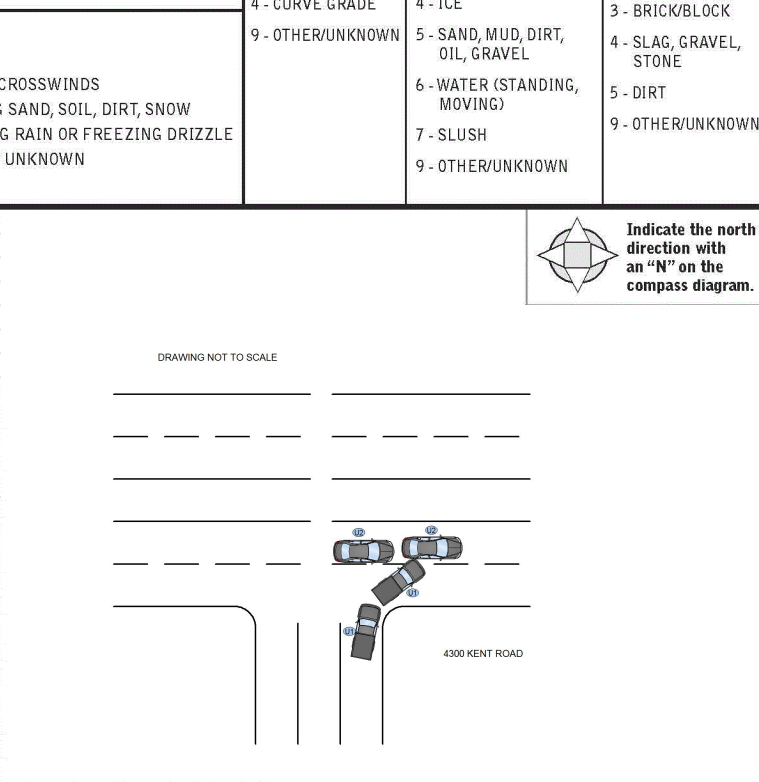 4 - CURVE GRADE
9 - OTHER/UNKNOWN
4 - ICE
5 - SAND, MUD, DIRT,
OIL, GRAVEL
6 - WATER (STANDING,
MOVING)
7 - SLUSH
9 - OTHER/UNKNOWN
3 - BRICK/BLOCK
4 - SLAG, GRAVEL,
STONE
5 - DIRT
9 - OTHER/UNKNOWN
CROSSWINDS
G SAND, SOIL, DIRT, SNOW
G RAIN OR FREEZING DRIZZLE
UNKNOWN
Indicate the north
direction with
an “N” on the
compass diagram.
DRAWING NOT TO SCALE
U2
U2
U1
U1
4300 KENT ROAD